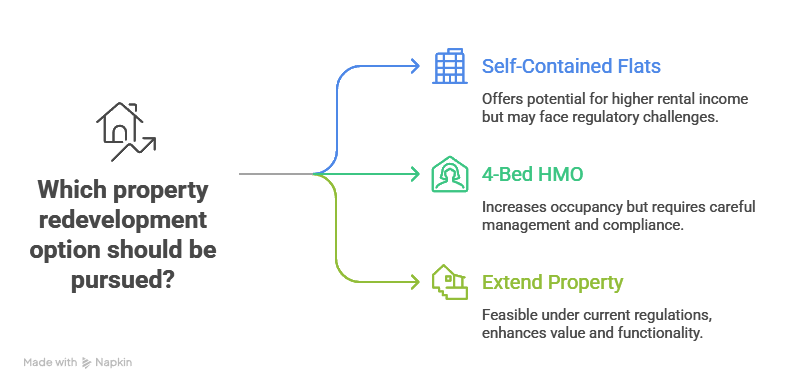 Which property
redevelopment
option should be
pursued?
Self-Contained Flats
Offers potential for higher rental income
but may face regulatory challenges.
4-Bed HMO
Increases occupancy but requires careful
management and compliance.
Extend Property
Feasible under current regulations,
enhances value and functionality.
Made with Napkin